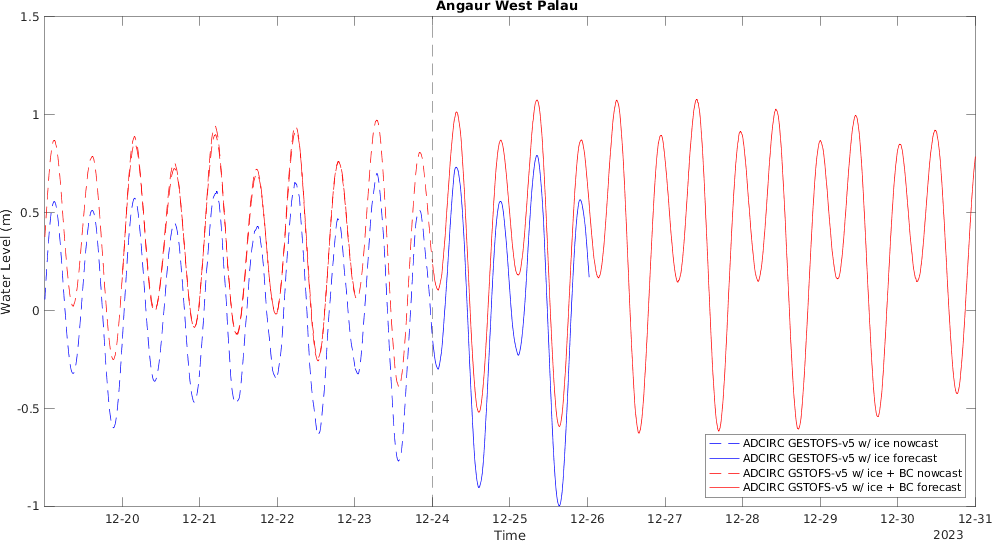 Angaur West Palau
1.5
1
0.5
0
-0.5
-1
Water Level (m)
12-20
12-21
12-22
12-23
12-24
12-25
12-26
12-27
12-28
12-29
12-30
12-31
Time
2023
ADCIRC GESTOFS-v5 w/ ice nowcast
ADCIRC GESTOFS-v5 w/ ice forecast
ADCIRC GSTOFS-v5 w/ ice + BC nowcast
ADCIRC GSTOFS-v5 w/ ice + BC forecast